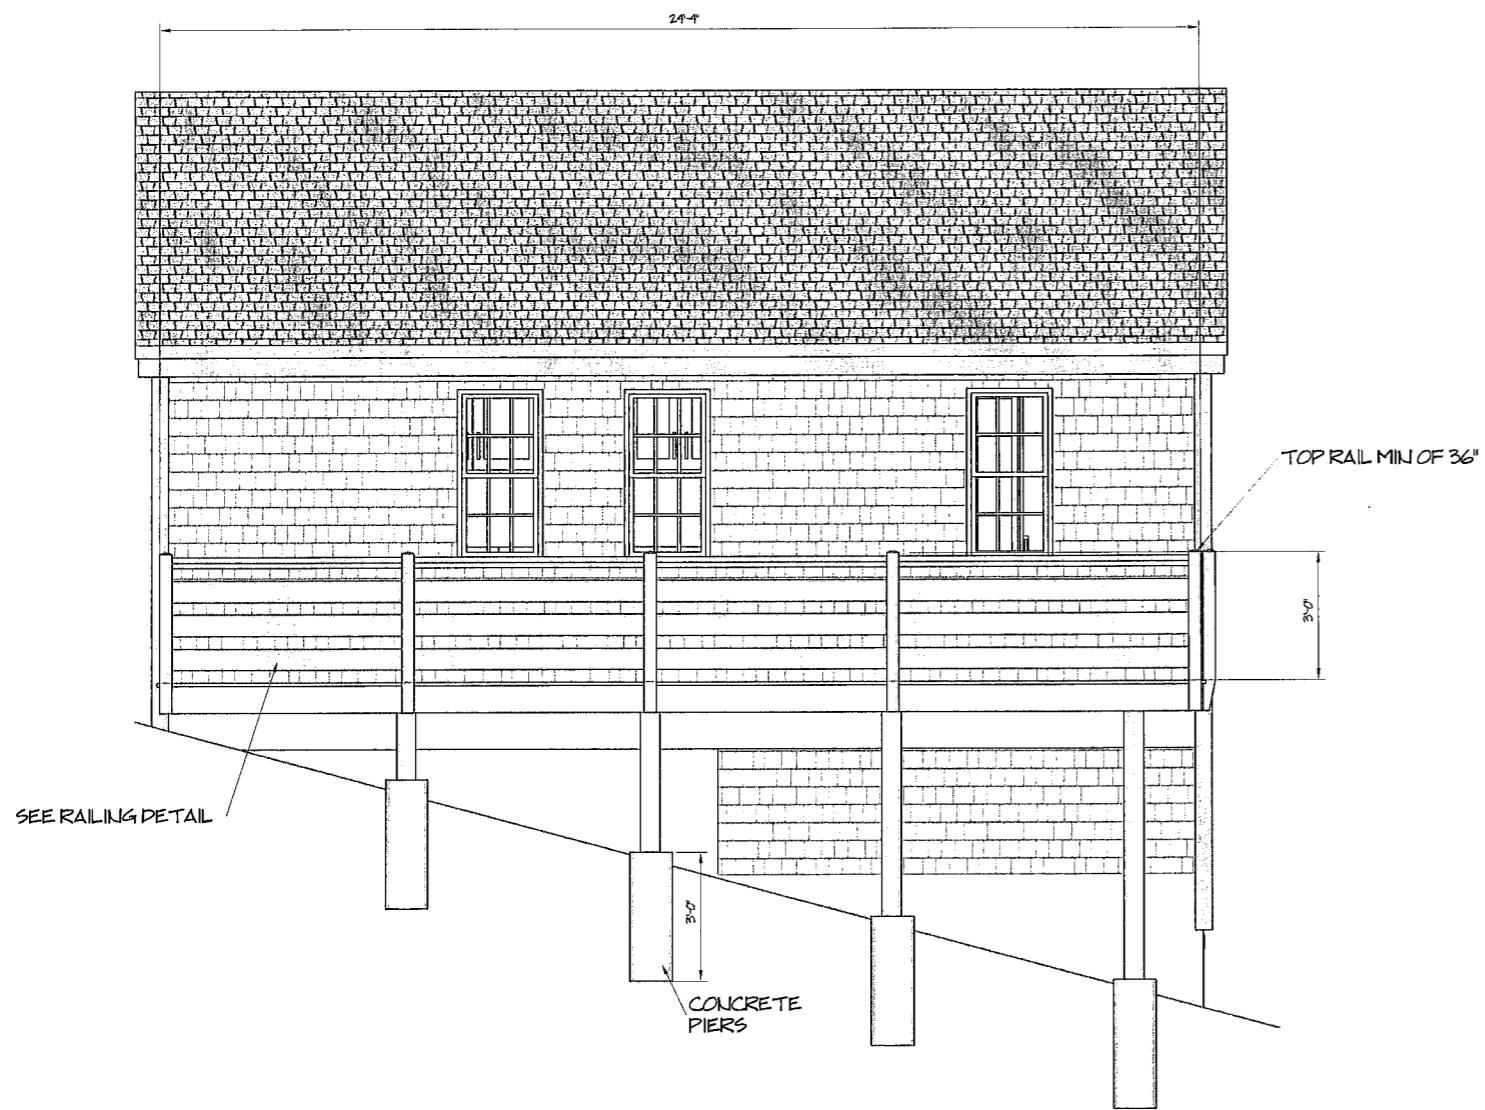 24'-4"
TOP RAIL MIN OF 36"
3'-0"
SEE RAILING DETAIL
3'-0"
CONCRETE
PIERS